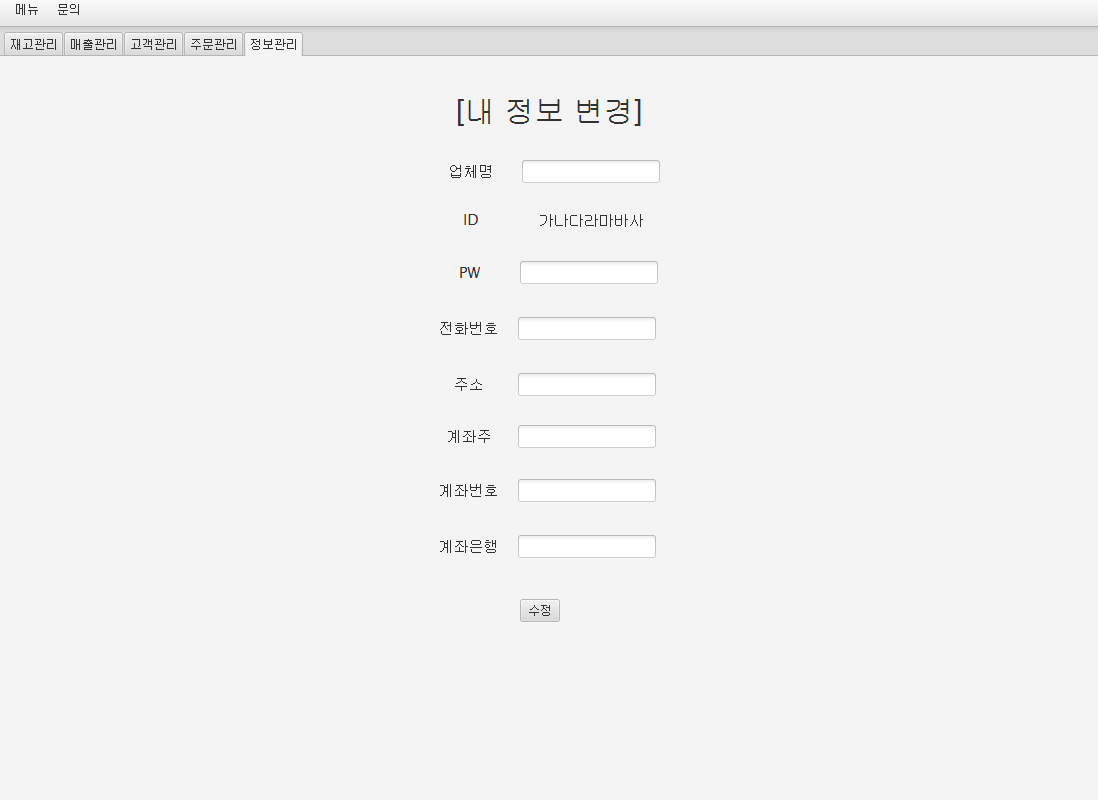 메뉴 문의
재고관리 매출관리 고객관리 주문관리 정보관리
[내 정보 변경]
업체명
ID 가나다라마바사
PW
전화번호
주소
계좌주
계좌번호
계좌은행
수정